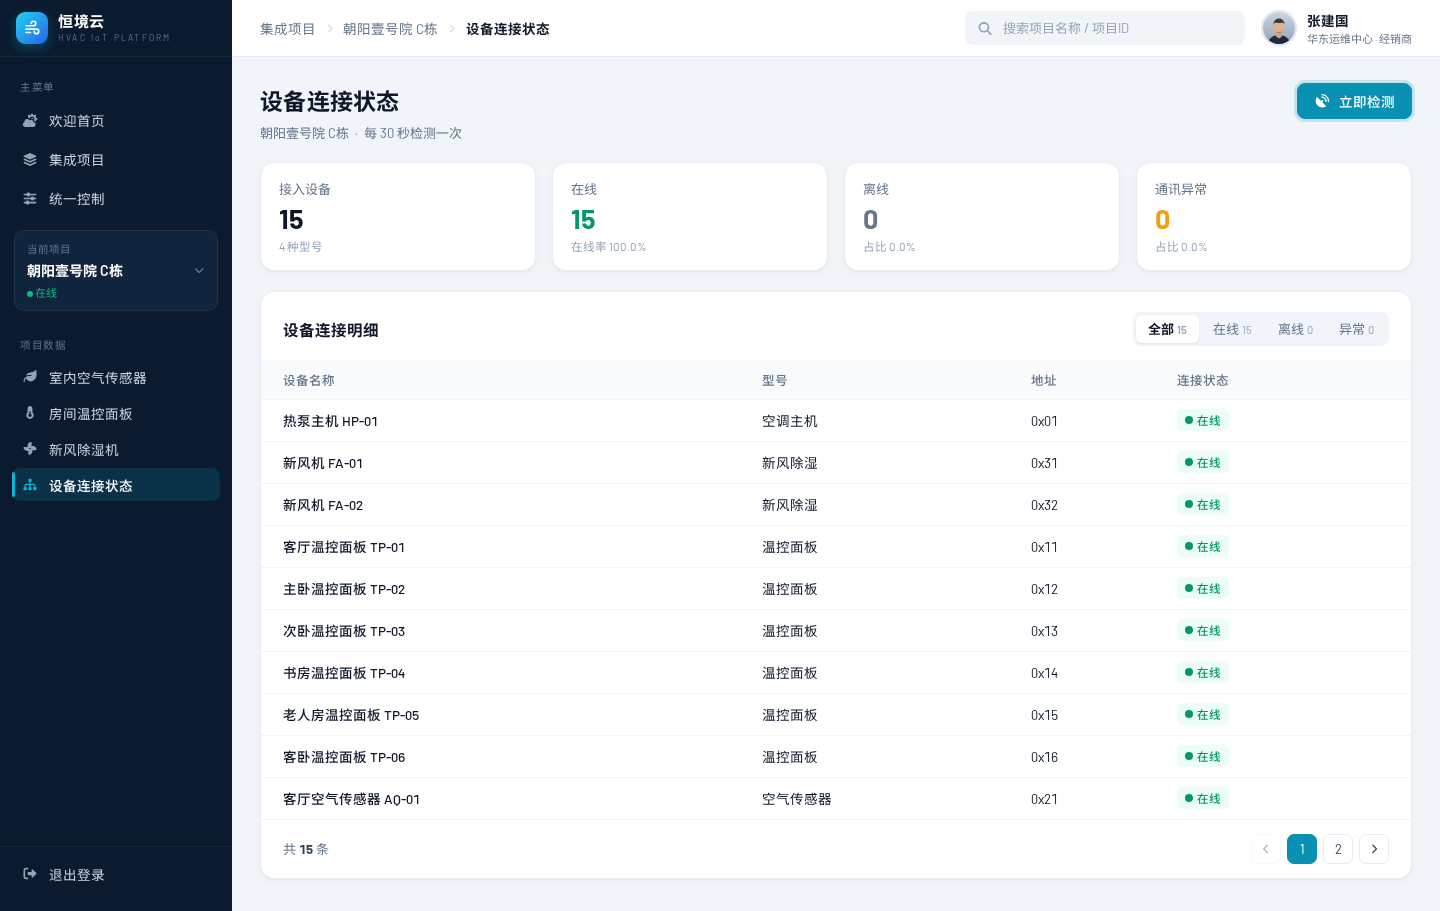 恒境云
HVAC IoT PLATFORM
主菜单
欢迎首页
集成项目
统一控制
当前项目
朝阳壹号院 C栋
在线
项目数据
室内空气传感器
房间温控面板
新风除湿机
设备连接状态
退出登录
集成项目 朝阳壹号院 C栋 设备连接状态
搜索项目名称 / 项目ID
张建国
华东运维中心 · 经销商
设备连接状态
朝阳壹号院 C栋 · 每 30 秒检测一次
立即检测
接入设备
15
4 种型号
在线
15
在线率 100.0%
离线
0
占比 0.0%
通讯异常
0
占比 0.0%
设备连接明细
全部 15 在线 15 离线 0 异常 0
设备名称 型号 地址 连接状态
热泵主机 HP-01 空调主机 0x01 在线
新风机 FA-01 新风除湿 0x31 在线
新风机 FA-02 新风除湿 0x32 在线
客厅温控面板 TP-01 温控面板 0x11 在线
主卧温控面板 TP-02 温控面板 0x12 在线
次卧温控面板 TP-03 温控面板 0x13 在线
书房温控面板 TP-04 温控面板 0x14 在线
老人房温控面板 TP-05 温控面板 0x15 在线
客卧温控面板 TP-06 温控面板 0x16 在线
客厅空气传感器 AQ-01 空气传感器 0x21 在线
共 15 条
1 2